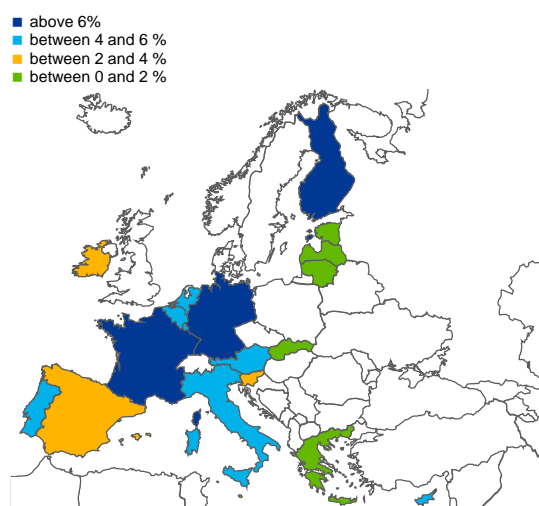 above 6%
between 4 and 6 %
between 2 and 4 %
between 0 and 2 %